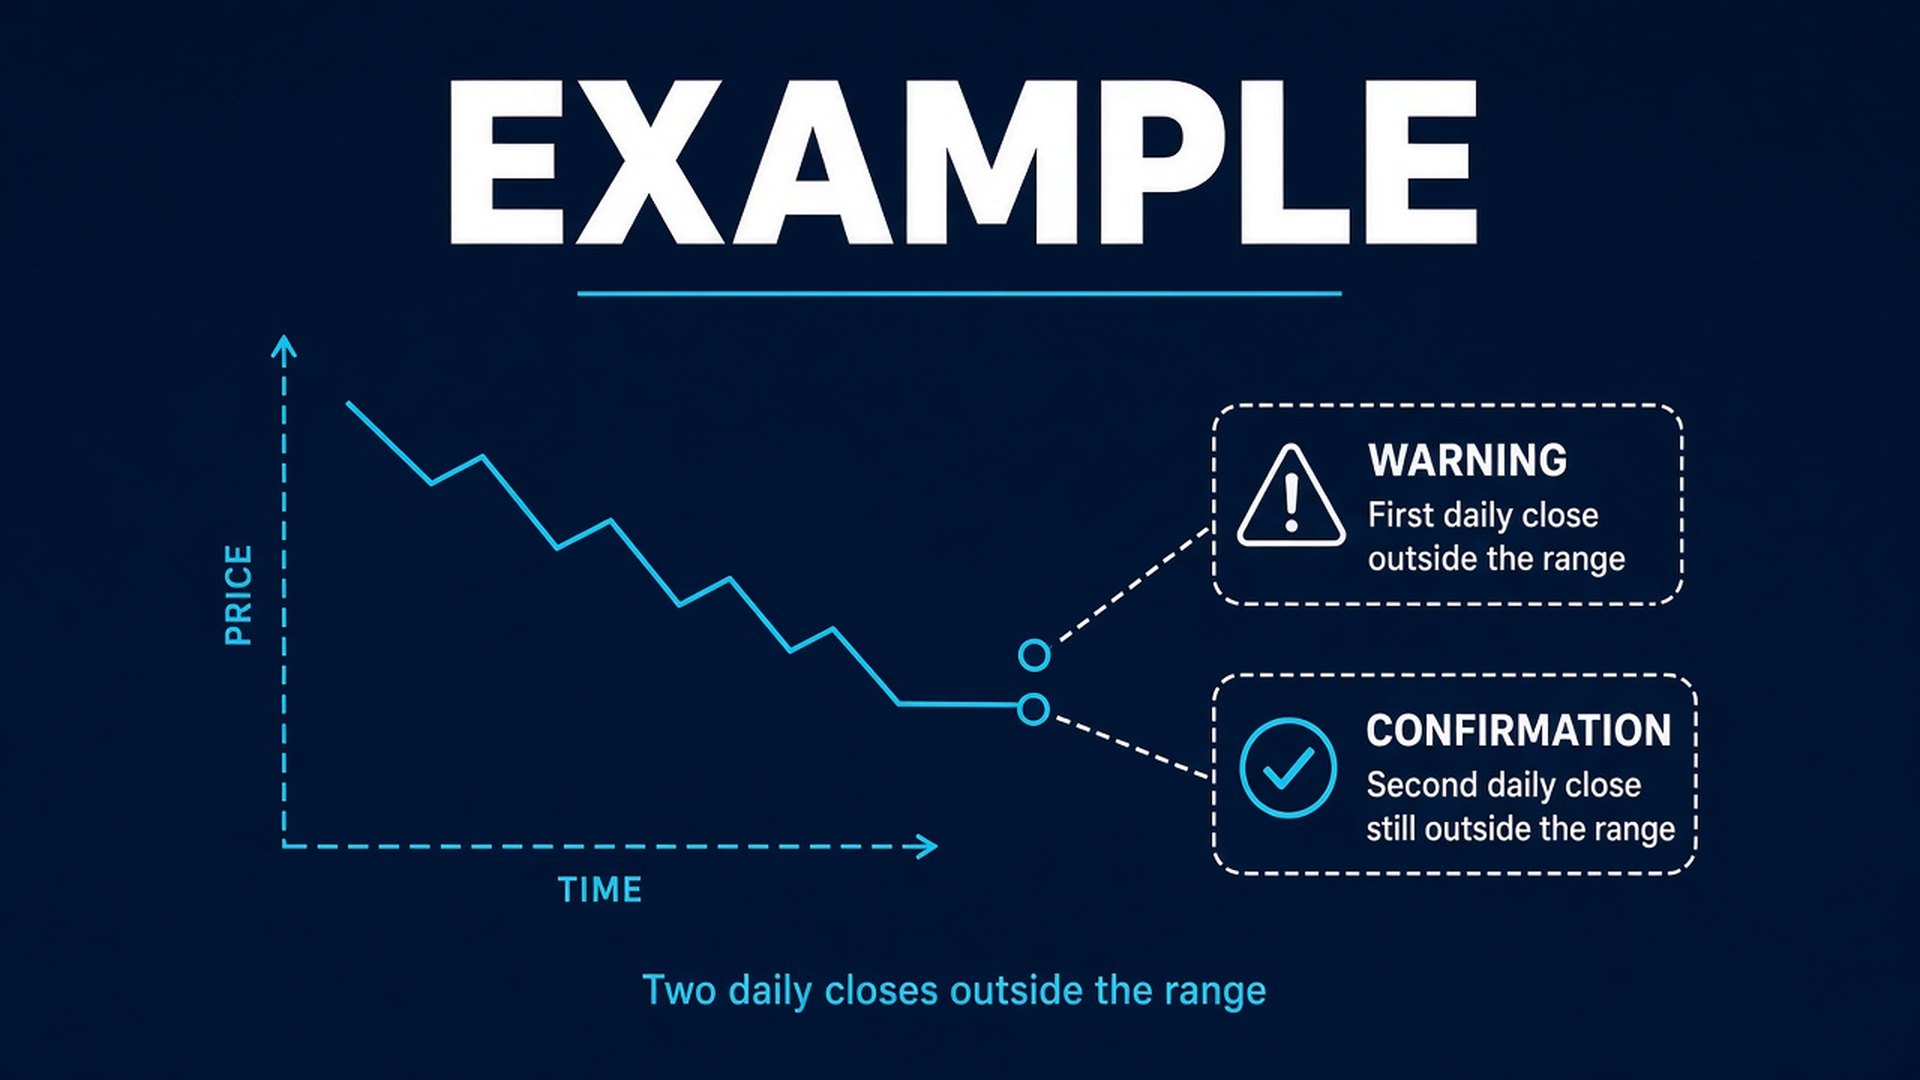 EXAMPLE
PRICE
TIME
WARNING
First daily close
outside the range
CONFIRMATION
Second daily close
still outside the range
Two daily closes outside the range